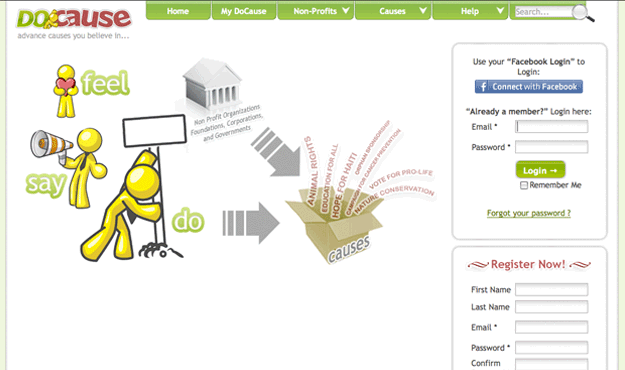 DOCAUSE
advance causes you believe in...
Home
My DoCause
Non-Profits
Causes
Help
Search...
feel
say
do
Non Profit Organizations
Foundations, Corporations,
and Governments
ANIMAL RIGHTS
EDUCATION FOR ALL
HOPE FOR HAITI
CAMPAIGN FOR CANCER PREVENTION
ORPHAN SPONSORSHIP
VOTE FOR PRO-LIFE
NATURE CONSERVATION
causes
Use your “Facebook Login” to
Login:
f Connect with Facebook
“Already a member?” Login here:
Email *
Password *
Login →
Remember Me
Forgot your password ?
Register Now!
First Name
Last Name
Email *
Password *
Confirm